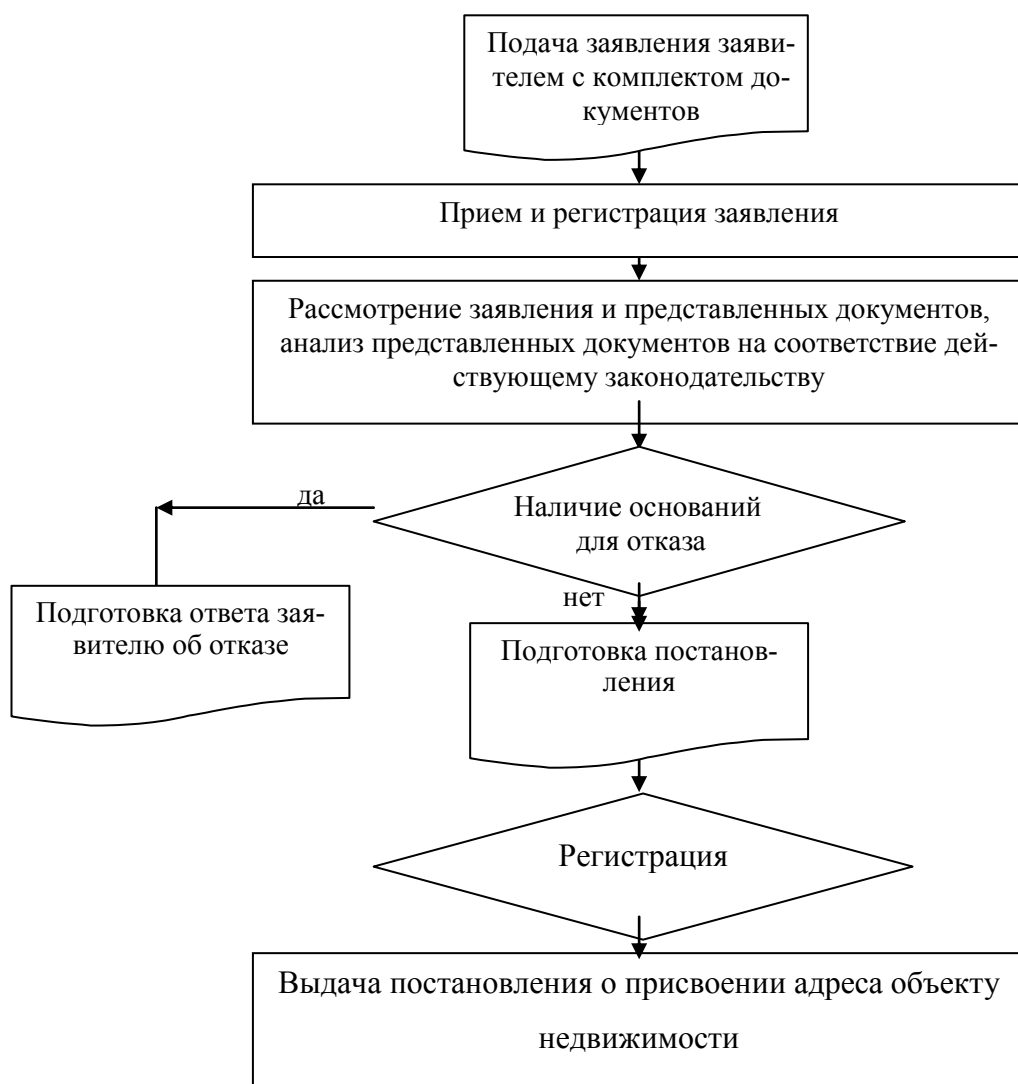 Подача заявления заяви-
телем с комплектом до-
кументов
Прием и регистрация заявления
Рассмотрение заявления и представленных документов,
анализ представленных документов на соответствие дей-
ствующему законодательству
да
Наличие оснований
для отказа
нет
Подготовка ответа зая-
вителю об отказе
Подготовка постанов-
ления
Регистрация
Выдача постановления о присвоении адреса объекту
недвижимости